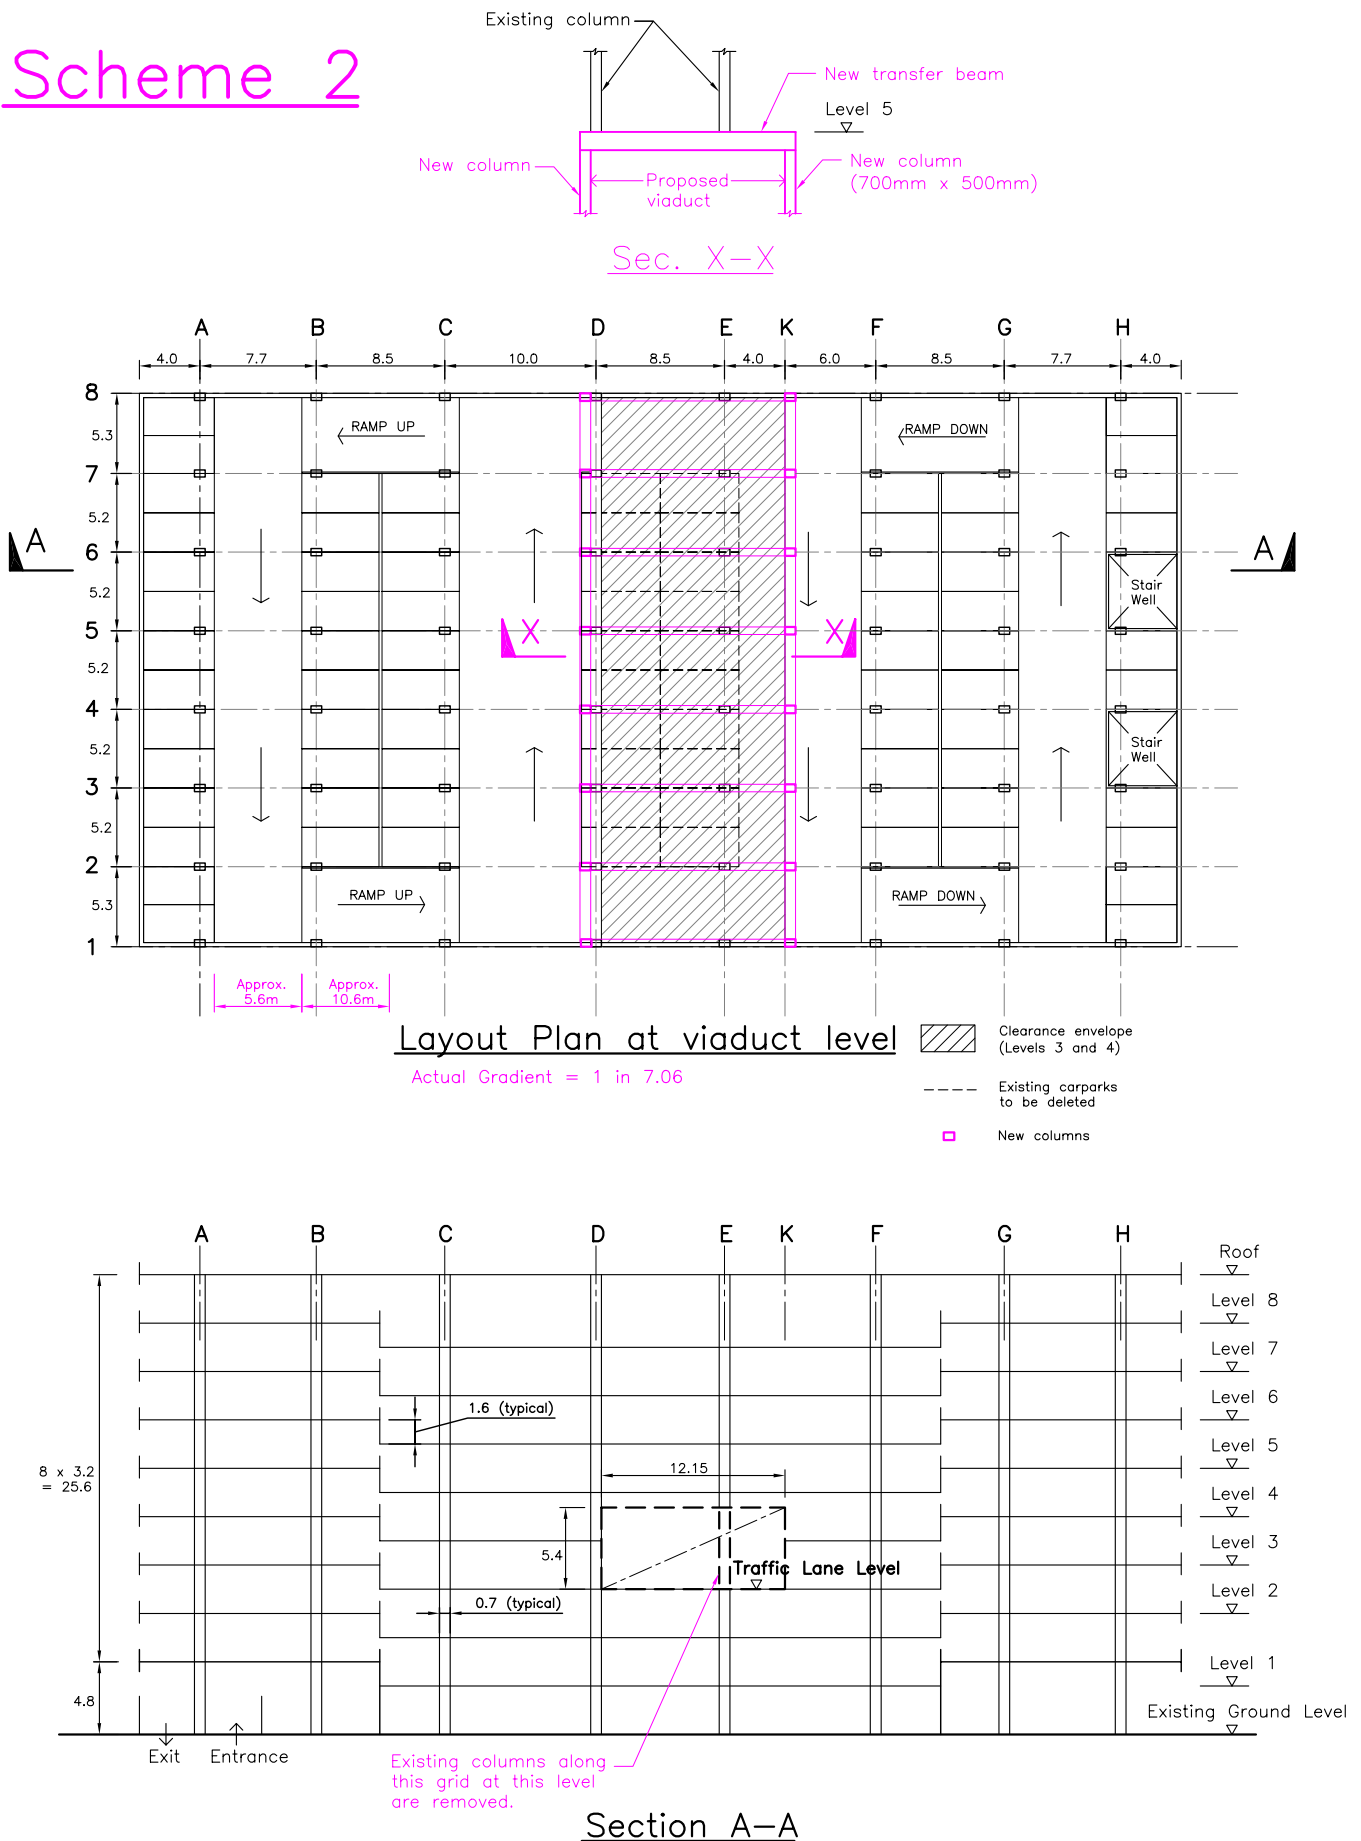 Scheme 2
Existing column
New transfer beam
Level 5
New column
New column
(700mm x 500mm)
Proposed
viaduct
Sec. X-X
A B C D E K F G H
4.0 7.7 8.5 10.0 8.5 4.0 6.0 8.5 7.7 4.0
8
RAMP UP
RAMP DOWN
5.3
7
5.2
A
6
A
5.2
Stair
Well
5
X
X
5.2
4
5.2
Stair
Well
3
5.2
2
RAMP UP
RAMP DOWN
5.3
1
Approx.
5.6m
Approx.
10.6m
Layout Plan at viaduct level
Actual Gradient = 1 in 7.06
Clearance envelope
(Levels 3 and 4)
Existing carparks
to be deleted
New columns
A B C D E K F G H
Roof
Level 8
Level 7
Level 6
1.6 (typical)
Level 5
8 x 3.2
= 25.6
12.15
Level 4
Level 3
5.4
Traffic Lane Level
Level 2
0.7 (typical)
Level 1
4.8
Existing Ground Level
Exit
Entrance
Existing columns along
this grid at this level
are removed.
Section A-A